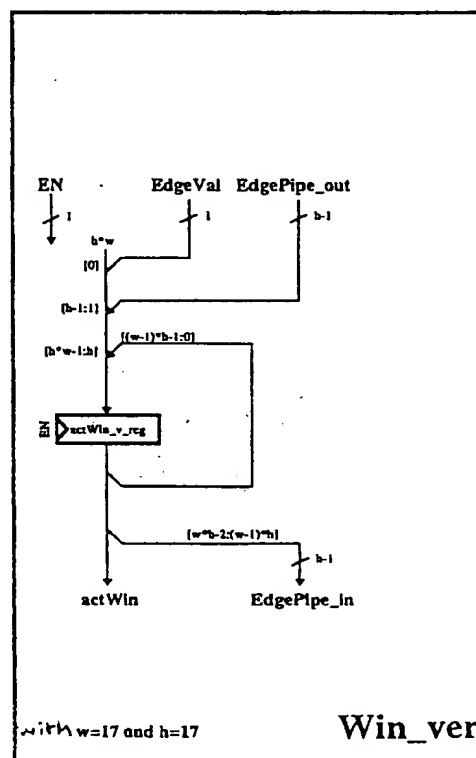 EN EdgeVal EdgePipe_out
1 1 h-1
h*w
[0]
[h-1:1]
[h*w-1:h] [(w-1)*h-1:0]
EN actWin_v_reg
[w*h-2:(w-1)*h]
h-1
actWin EdgePipe_in
with w=17 and h=17 Win_ver